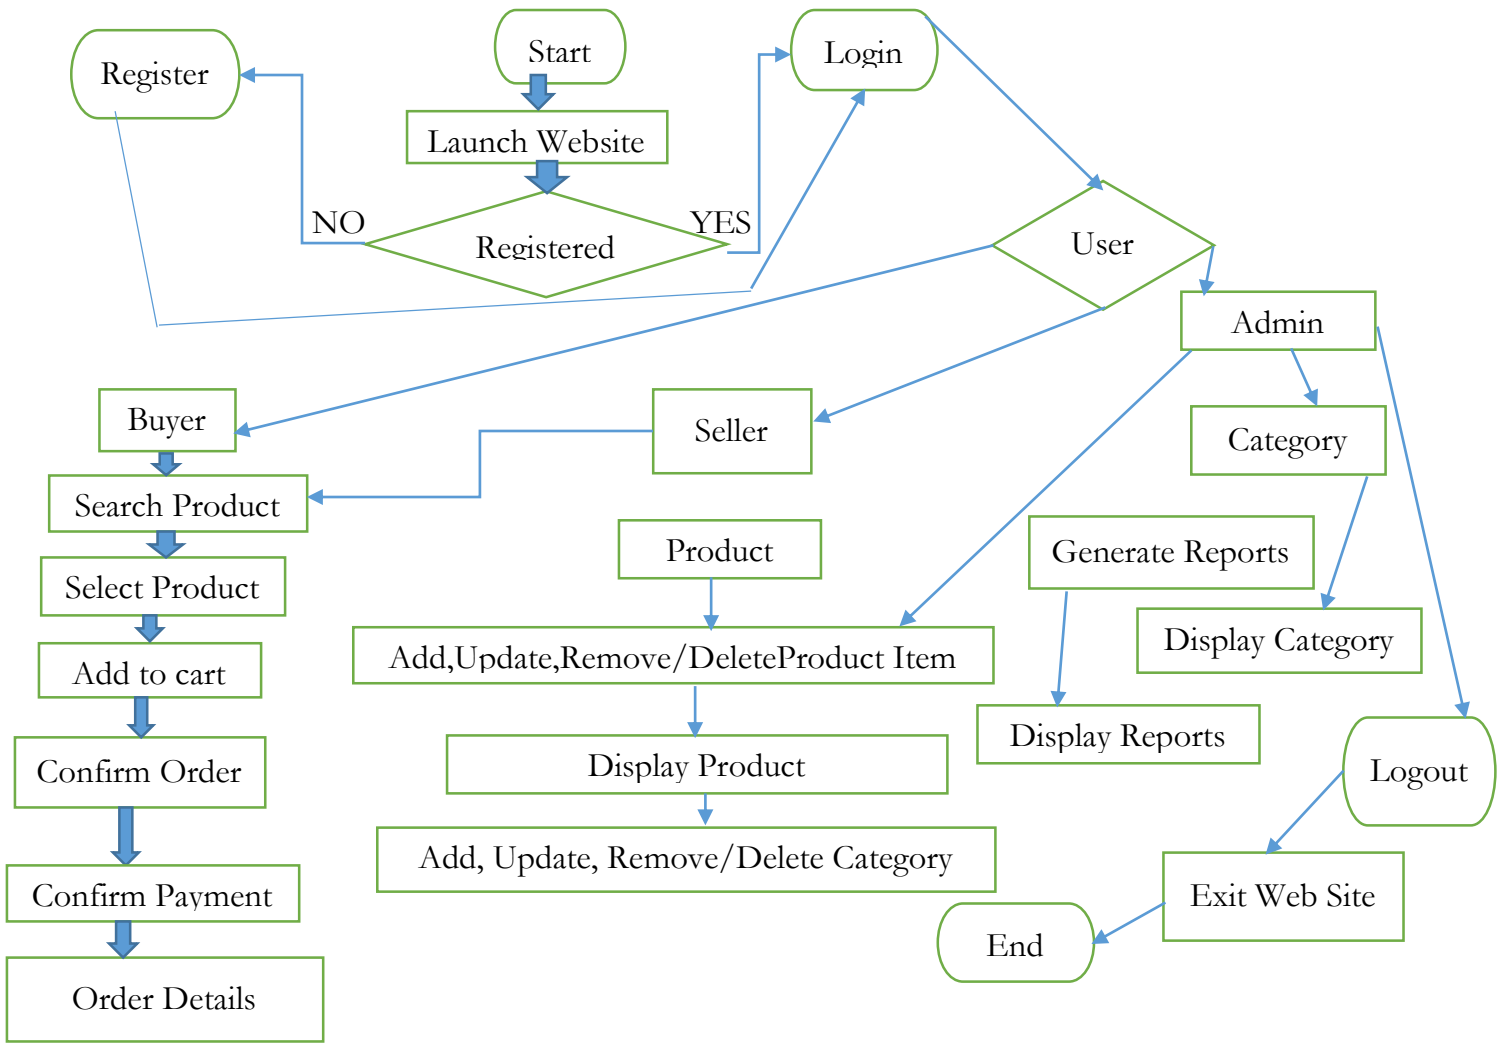 Start
Login
Register
Launch Website
NO
YES
Registered
User
Admin
Buyer
Seller
Category
Search Product
Product
Generate Reports
Select Product
Display Category
Add,Update,Remove/DeleteProduct Item
Add to cart
Display Reports
Display Product
Confirm Order
Logout
Add, Update, Remove/Delete Category
Confirm Payment
Exit Web Site
End
Order Details